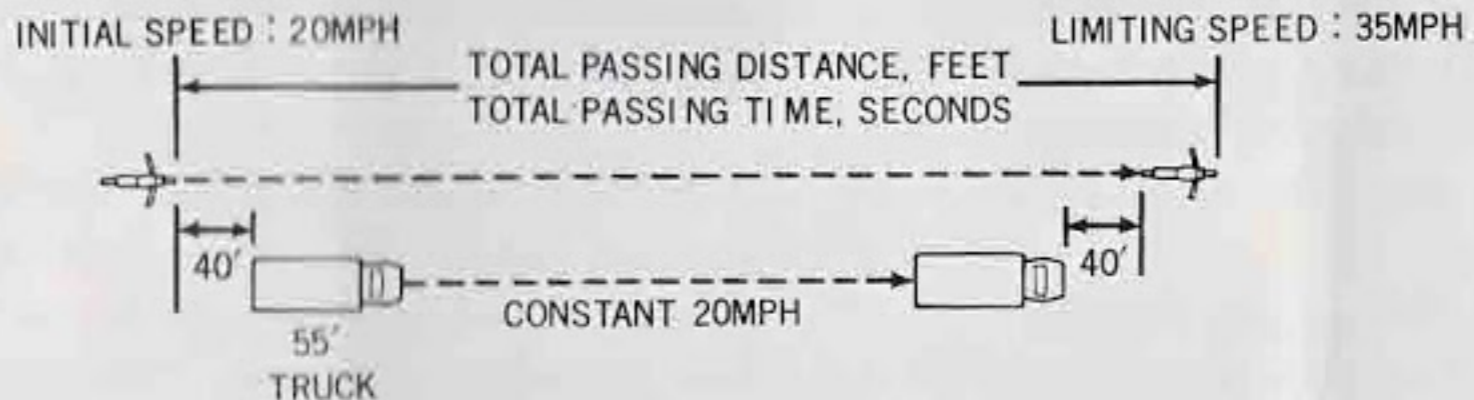 INITIAL SPEED : 20MPH
LIMITING SPEED : 35MPH
TOTAL PASSING DISTANCE, FEET
TOTAL PASSING TIME, SECONDS
40'
40'
CONSTANT 20MPH
55'
TRUCK